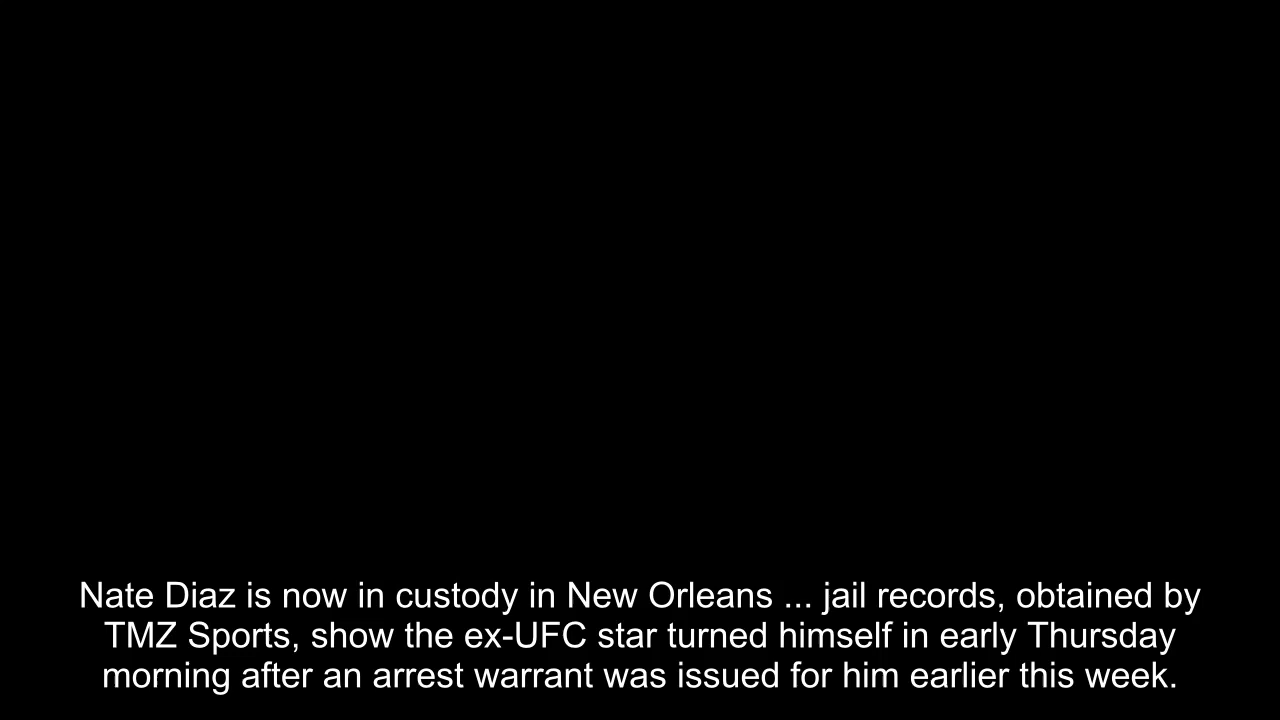 Nate Diaz is now in custody in New Orleans ... jail records, obtained by
TMZ Sports, show the ex-UFC star turned himself in early Thursday
morning after an arrest warrant was issued for him earlier this week.